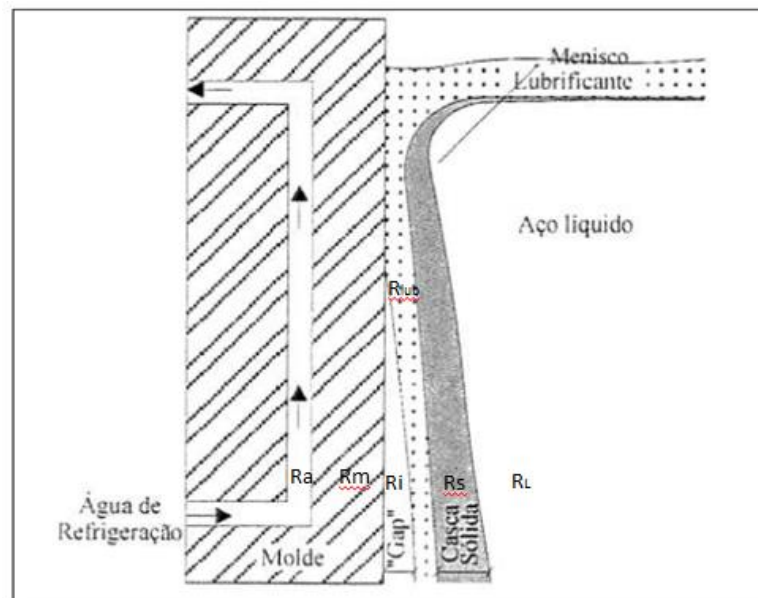 Menisco
Lubrificante
Aço líquido
Rlub
Ra Rm Ri Rs RL
Água de
Refrigeração
Molde
"Gap"
Casca
Sólida